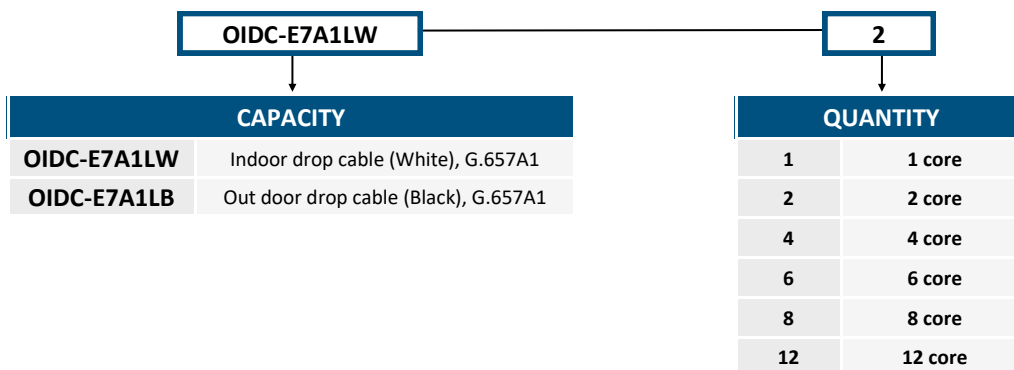 OIDC-E7A1LW 2
CAPACITY
OIDC-E7A1LW Indoor drop cable (White), G.657A1
OIDC-E7A1LB Out door drop cable (Black), G.657A1
QUANTITY
1 1 core
2 2 core
4 4 core
6 6 core
8 8 core
12 12 core